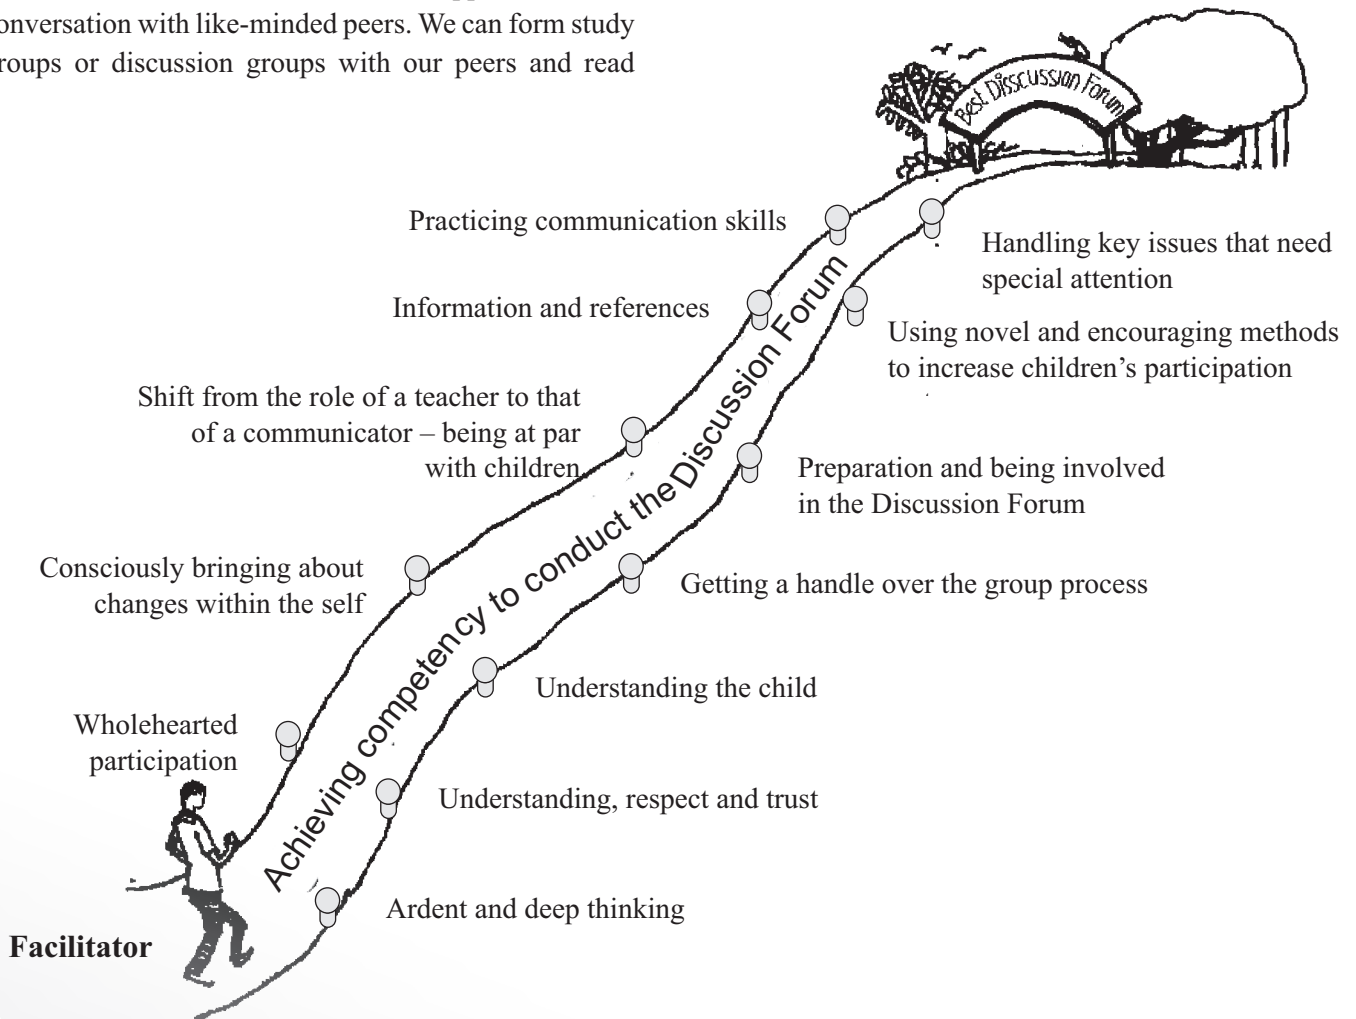 onversation with like-minded peers. We can form study
roups or discussion groups with our peers and read
Best Disscussion Forum
Practicing communication skills
Handling key issues that need
special attention
Information and references
Using novel and encouraging methods
to increase children’s participation
Shift from the role of a teacher to that
of a communicator – being at par
with children
Preparation and being involved
in the Discussion Forum
Consciously bringing about
changes within the self
Getting a handle over the group process
Understanding the child
Wholehearted
participation
Understanding, respect and trust
Ardent and deep thinking
Achieving competency to conduct the Discussion Forum
Facilitator